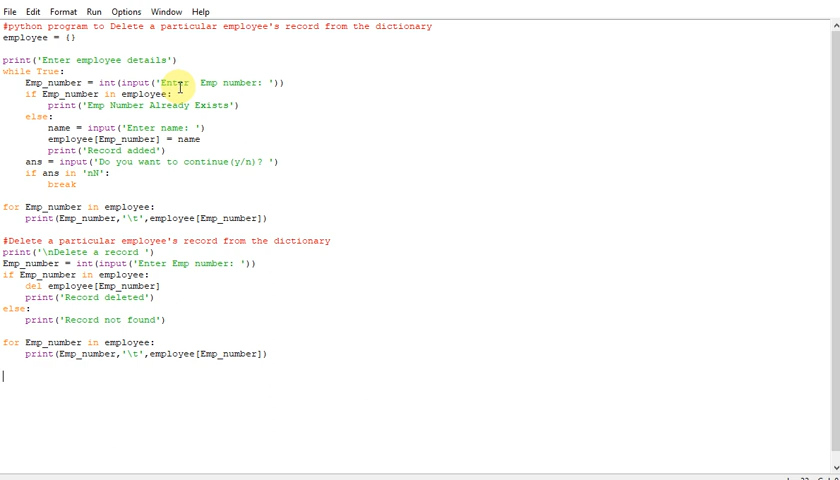 File Edit Format Run Options Window Help
#python program to Delete a particular employee's record from the dictionary
employee = {}
print('Enter employee details')
while True:
    Emp_number = int(input('Enter  Emp number: '))
    if Emp_number in employee:
        print('Emp Number Already Exists')
    else:
        name = input('Enter name: ')
        employee[Emp_number] = name
        print('Record added')
    ans = input('Do you want to continue(y/n)? ')
    if ans in 'nN':
        break
for Emp_number in employee:
    print(Emp_number,'\t',employee[Emp_number])
#Delete a particular employee's record from the dictionary
print('\nDelete a record ')
Emp_number = int(input('Enter Emp number: '))
if Emp_number in employee:
    del employee[Emp_number]
    print('Record deleted')
else:
    print('Record not found')
for Emp_number in employee:
    print(Emp_number,'\t',employee[Emp_number])